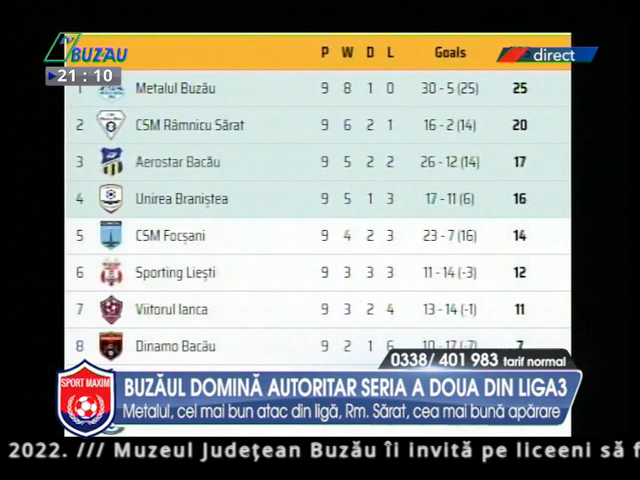 tv
BUZĂU
21:10
direct
P W D L Goals
1 Metalul Buzău 9 8 1 0 30 - 5 (25) 25
2 CSM Râmnicu Sărat 9 6 2 1 16 - 2 (14) 20
3 Aerostar Bacău 9 5 2 2 26 - 12 (14) 17
4 Unirea Braniștea 9 5 1 3 17 - 11 (6) 16
5 CSM Focșani 9 4 2 3 23 - 7 (16) 14
6 Sporting Liești 9 3 3 3 11 - 14 (-3) 12
7 Viitorul Ianca 9 3 2 4 13 - 14 (-1) 11
8 Dinamo Bacău 9 2 1 6 10 - 17 (-7) 7
0338/ 401 983 tarif normal
SPORT MAXIM
BUZĂUL DOMINĂ AUTORITAR SERIA A DOUA DIN LIGA3
Metalul, cel mai bun atac din ligă, Rm. Sărat, cea mai bună apărare
2022. /// Muzeul Județean Buzău îi invită pe liceeni să f